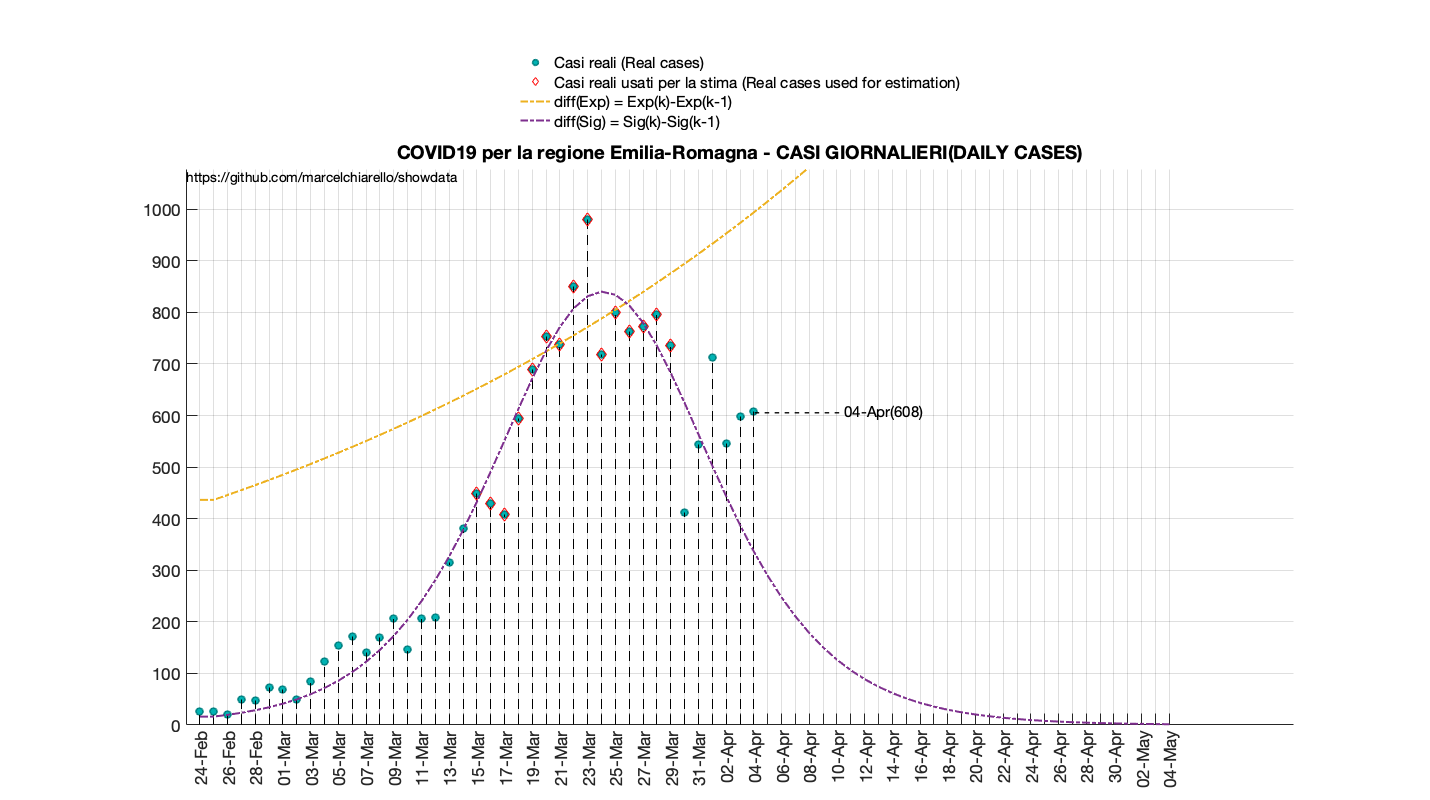 Casi reali (Real cases)
Casi reali usati per la stima (Real cases used for estimation)
diff(Exp) = Exp(k)-Exp(k-1)
diff(Sig) = Sig(k)-Sig(k-1)
COVID19 per la regione Emilia-Romagna - CASI GIORNALIERI(DAILY CASES)
https://github.com/marcelchiarello/showdata
1000
900
800
700
600
500
400
300
200
100
0
04-Apr(608)
24-Feb
26-Feb
28-Feb
01-Mar
03-Mar
05-Mar
07-Mar
09-Mar
11-Mar
13-Mar
15-Mar
17-Mar
19-Mar
21-Mar
23-Mar
25-Mar
27-Mar
29-Mar
31-Mar
02-Apr
04-Apr
06-Apr
08-Apr
10-Apr
12-Apr
14-Apr
16-Apr
18-Apr
20-Apr
22-Apr
24-Apr
26-Apr
28-Apr
30-Apr
02-May
04-May